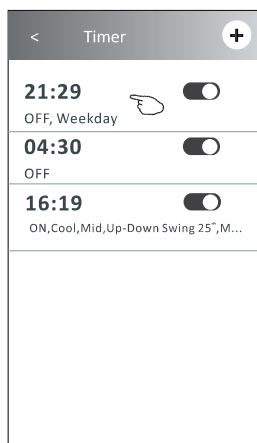 < Timer +
21:29
OFF, Weekday
04:30
OFF
16:19
ON,Cool,Mid,Up-Down Swing 25°,M...